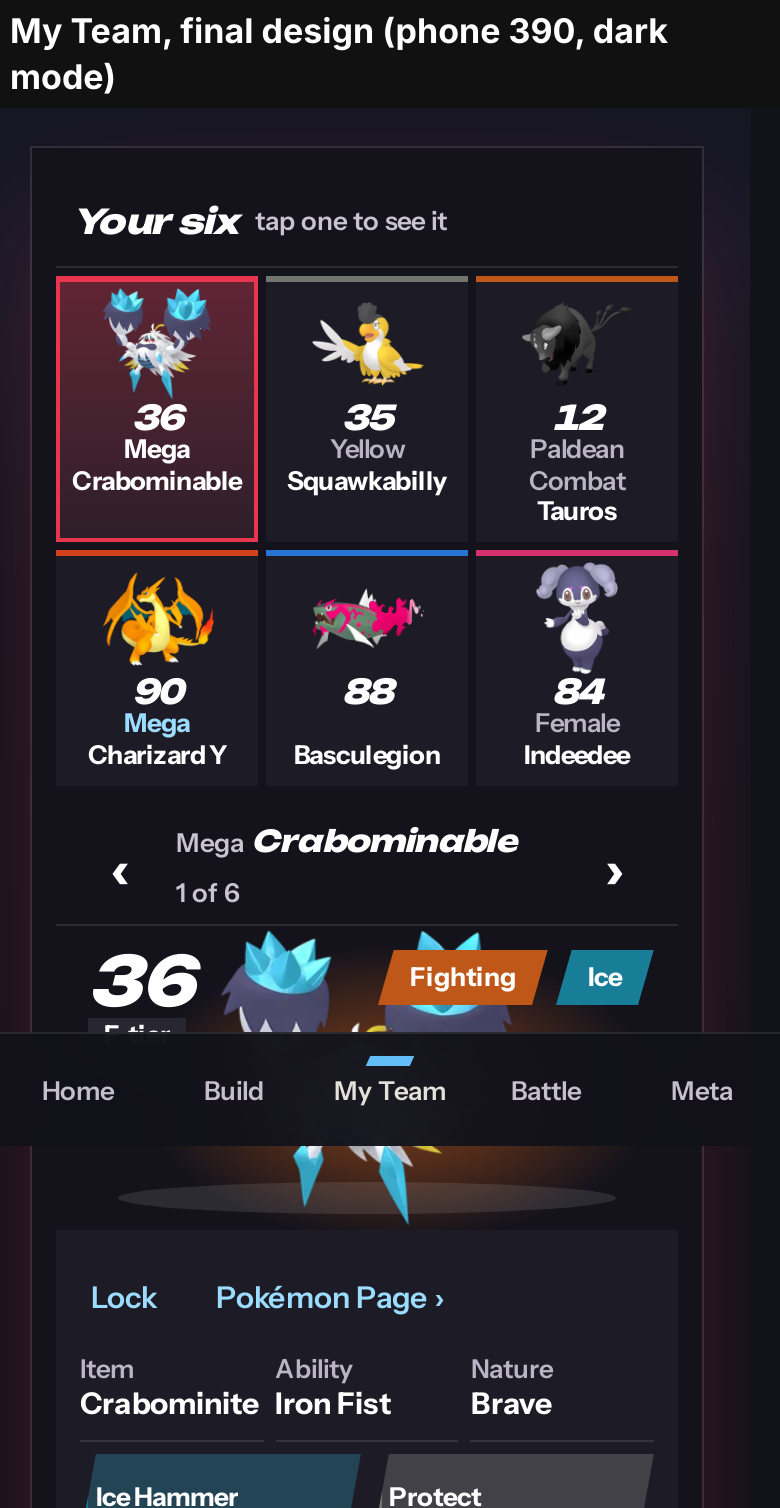 My Team, final design (phone 390, dark
mode)
Your six tap one to see it
36
Mega
Crabominable
35
Yellow
Squawkabilly
12
Paldean
Combat
Tauros
90
Mega
Charizard Y
88
Basculegion
84
Female
Indeedee
‹ Mega Crabominable ›
1 of 6
36 Fighting Ice
F tier
Home Build My Team Battle Meta
Lock Pokémon Page ›
Item Ability Nature
Crabominite Iron Fist Brave
Ice Hammer Protect